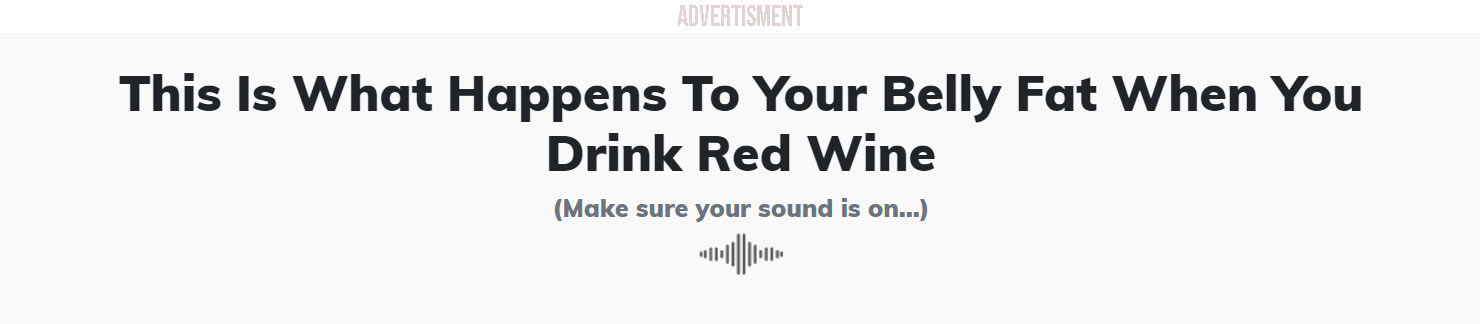 ADVERTISMENT
This Is What Happens To Your Belly Fat When You
Drink Red Wine
(Make sure your sound is on...)